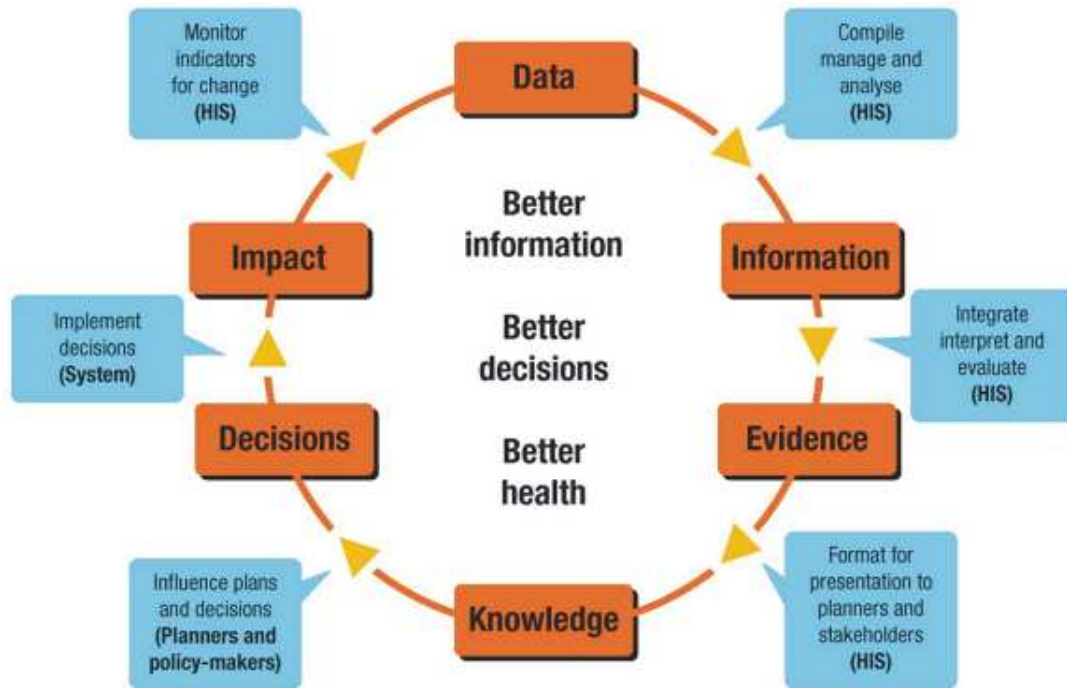 Monitor
indicators
for change
(HIS)
Data
Compile
manage and
analyse
(HIS)
Better
information
Impact
Information
Implement
decisions
(System)
Better
decisions
Integrate
interpret and
evaluate
(HIS)
Decisions
Evidence
Better
health
Influence plans
and decisions
(Planners and
policy-makers)
Knowledge
Format for
presentation to
planners and
stakeholders
(HIS)